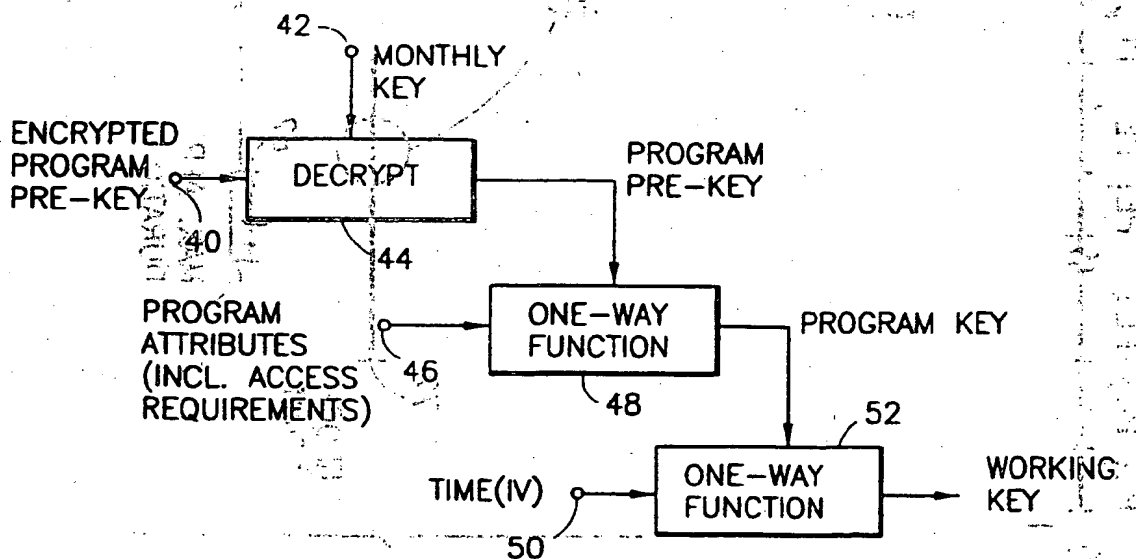 42
MONTHLY
KEY
ENCRYPTED
PROGRAM
PRE-KEY
DECRYPT
PROGRAM
PRE-KEY
40
44
PROGRAM
ATTRIBUTES
(INCL. ACCESS
REQUIREMENTS)
46
ONE-WAY
FUNCTION
PROGRAM KEY
48
52
TIME(IV)
ONE-WAY
FUNCTION
WORKING
KEY
50